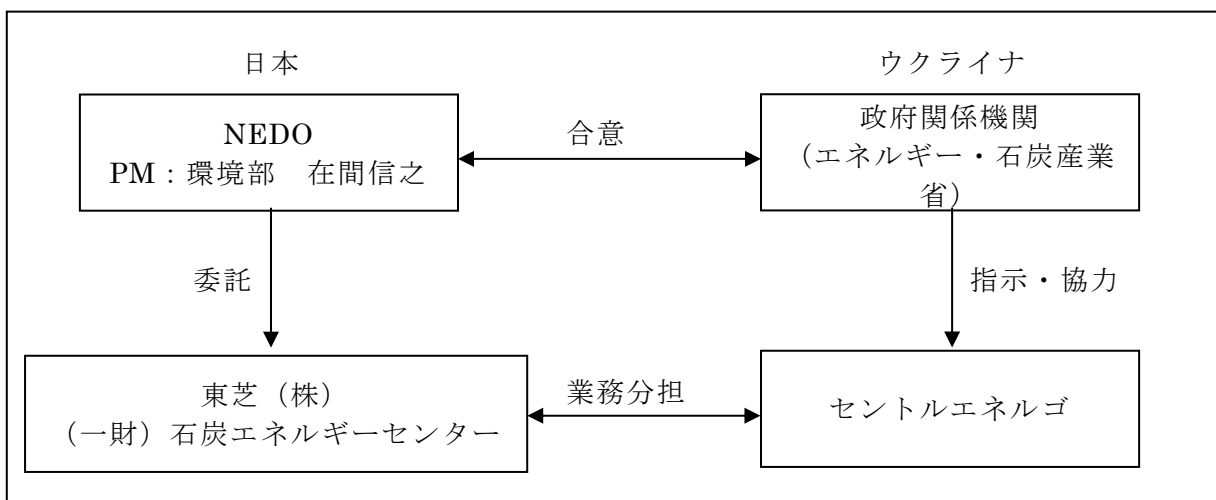 日本
ウクライナ
NEDO
PM：環境部　在間信之
合意
政府関係機関
（エネルギー・石炭産業
省）
委託
指示・協力
東芝（株）
（一財）石炭エネルギーセンター
業務分担
セントルエネルゴ